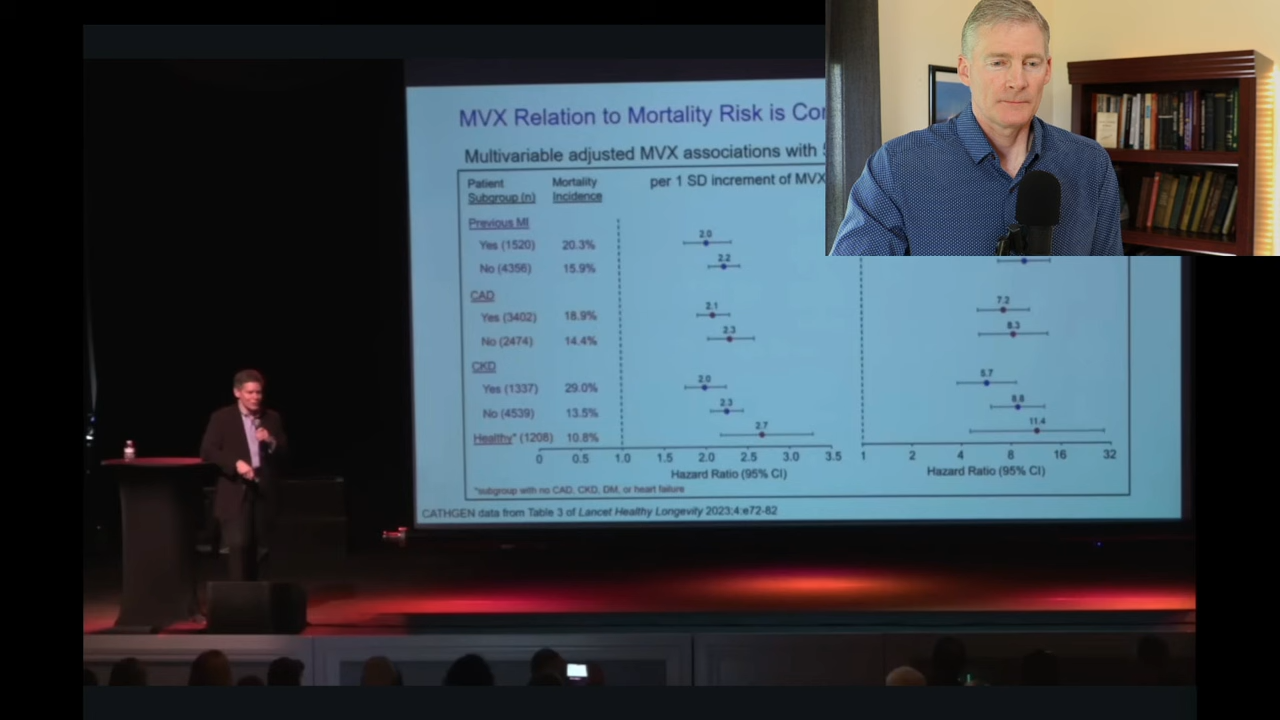 MVX Relation to Mortality Risk is Con
Multivariable adjusted MVX associations with
Patient Mortality per 1 SD increment of MVX
Subgroup (n) Incidence
Previous MI
2.0
Yes (1520) 20.3%
2.2
No (4356) 15.9%
CAD
2.1 7.2
Yes (3402) 18.9%
2.3 8.3
No (2474) 14.4%
CKD
2.0 5.7
Yes (1337) 29.0%
2.3 8.8
No (4539) 13.5%
2.7 11.4
Healthy* (1208) 10.8%
0 0.5 1.0 1.5 2.0 2.5 3.0 3.5 1 2 4 8 16 32
Hazard Ratio (95% CI) Hazard Ratio (95% CI)
*subgroup with no CAD, CKD, DM, or heart failure
CATHGEN data from Table 3 of Lancet Healthy Longevity 2023;4:e72-82